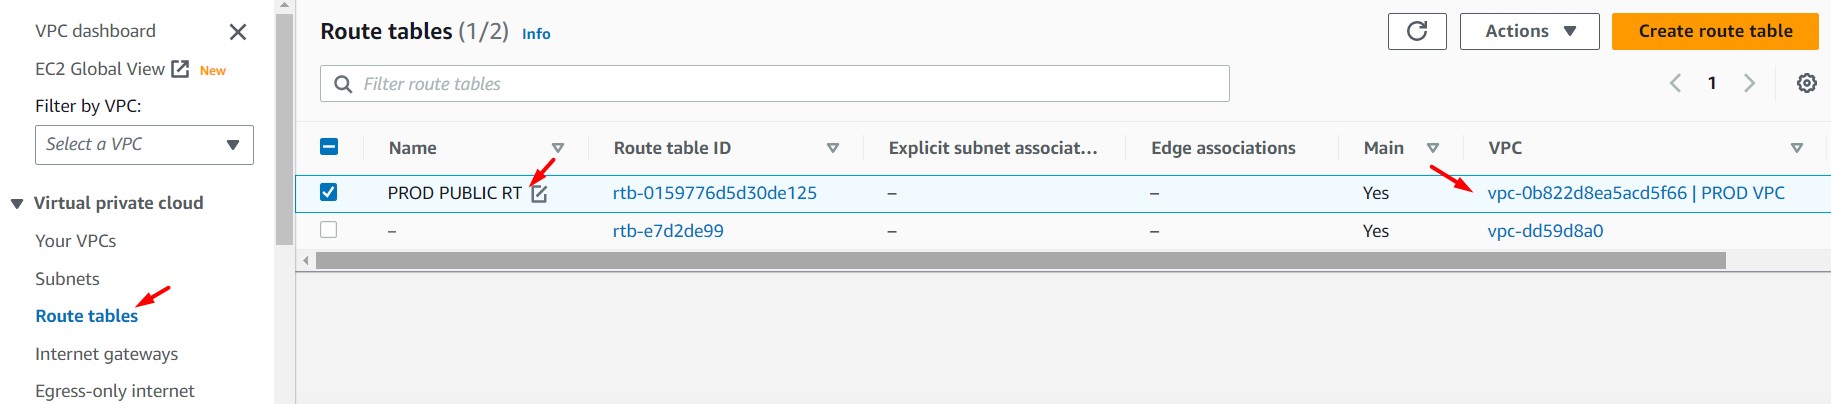 VPC dashboard
EC2 Global View New
Filter by VPC:
Select a VPC
Virtual private cloud
Your VPCs
Subnets
Route tables
Internet gateways
Egress-only internet
Route tables (1/2) Info
Actions
Create route table
Filter route tables
1
Name Route table ID Explicit subnet associat... Edge associations Main VPC
PROD PUBLIC RT rtb-0159776d5d30de125 – – Yes vpc-0b822d8ea5acd5f66 | PROD VPC
– rtb-e7d2de99 – – Yes vpc-dd59d8a0